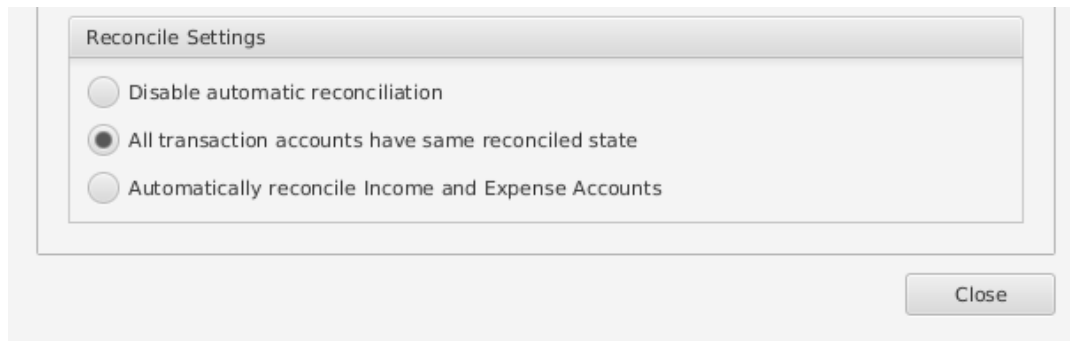 Reconcile Settings
Disable automatic reconciliation
All transaction accounts have same reconciled state
Automatically reconcile Income and Expense Accounts
Close